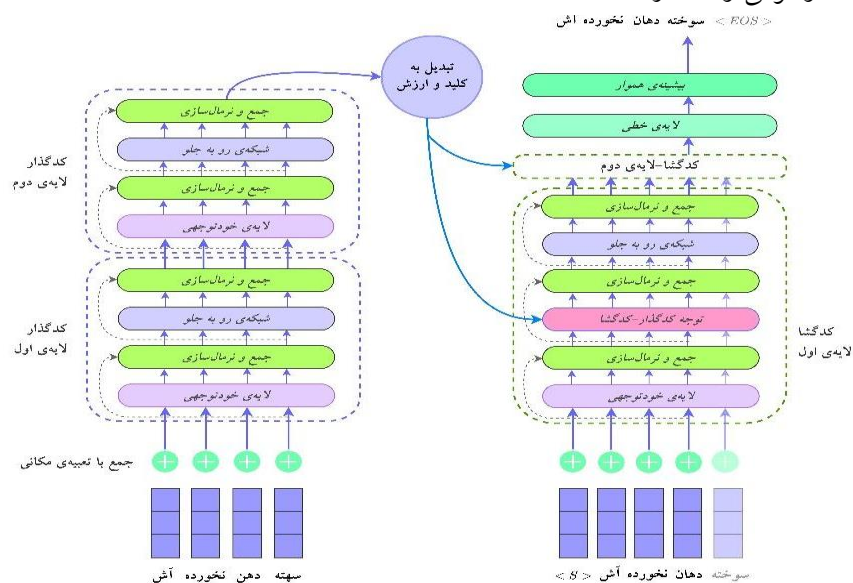 < EOS > اش نخورده دهان سوخته
تبدیل به
کلید و ارزش
بیشینه‌ی هموار
لایه‌ی خطی
کدگشا-لایه‌ی دوم
جمع و نرمال‌سازی
شبکه‌ی رو به جلو
جمع و نرمال‌سازی
توجه کدگذار-کدگشا
جمع و نرمال‌سازی
لایه‌ی خودتوجهی
کدگشا
لایه‌ی اول
سوخته دهان نخورده آش < S >
جمع و نرمال‌سازی
شبکه‌ی رو به جلو
جمع و نرمال‌سازی
لایه‌ی خودتوجهی
کدگذار
لایه‌ی دوم
جمع و نرمال‌سازی
شبکه‌ی رو به جلو
جمع و نرمال‌سازی
لایه‌ی خودتوجهی
کدگذار
لایه‌ی اول
جمع با تعبیه‌ی مکانی
سهته دهن نخورده آش